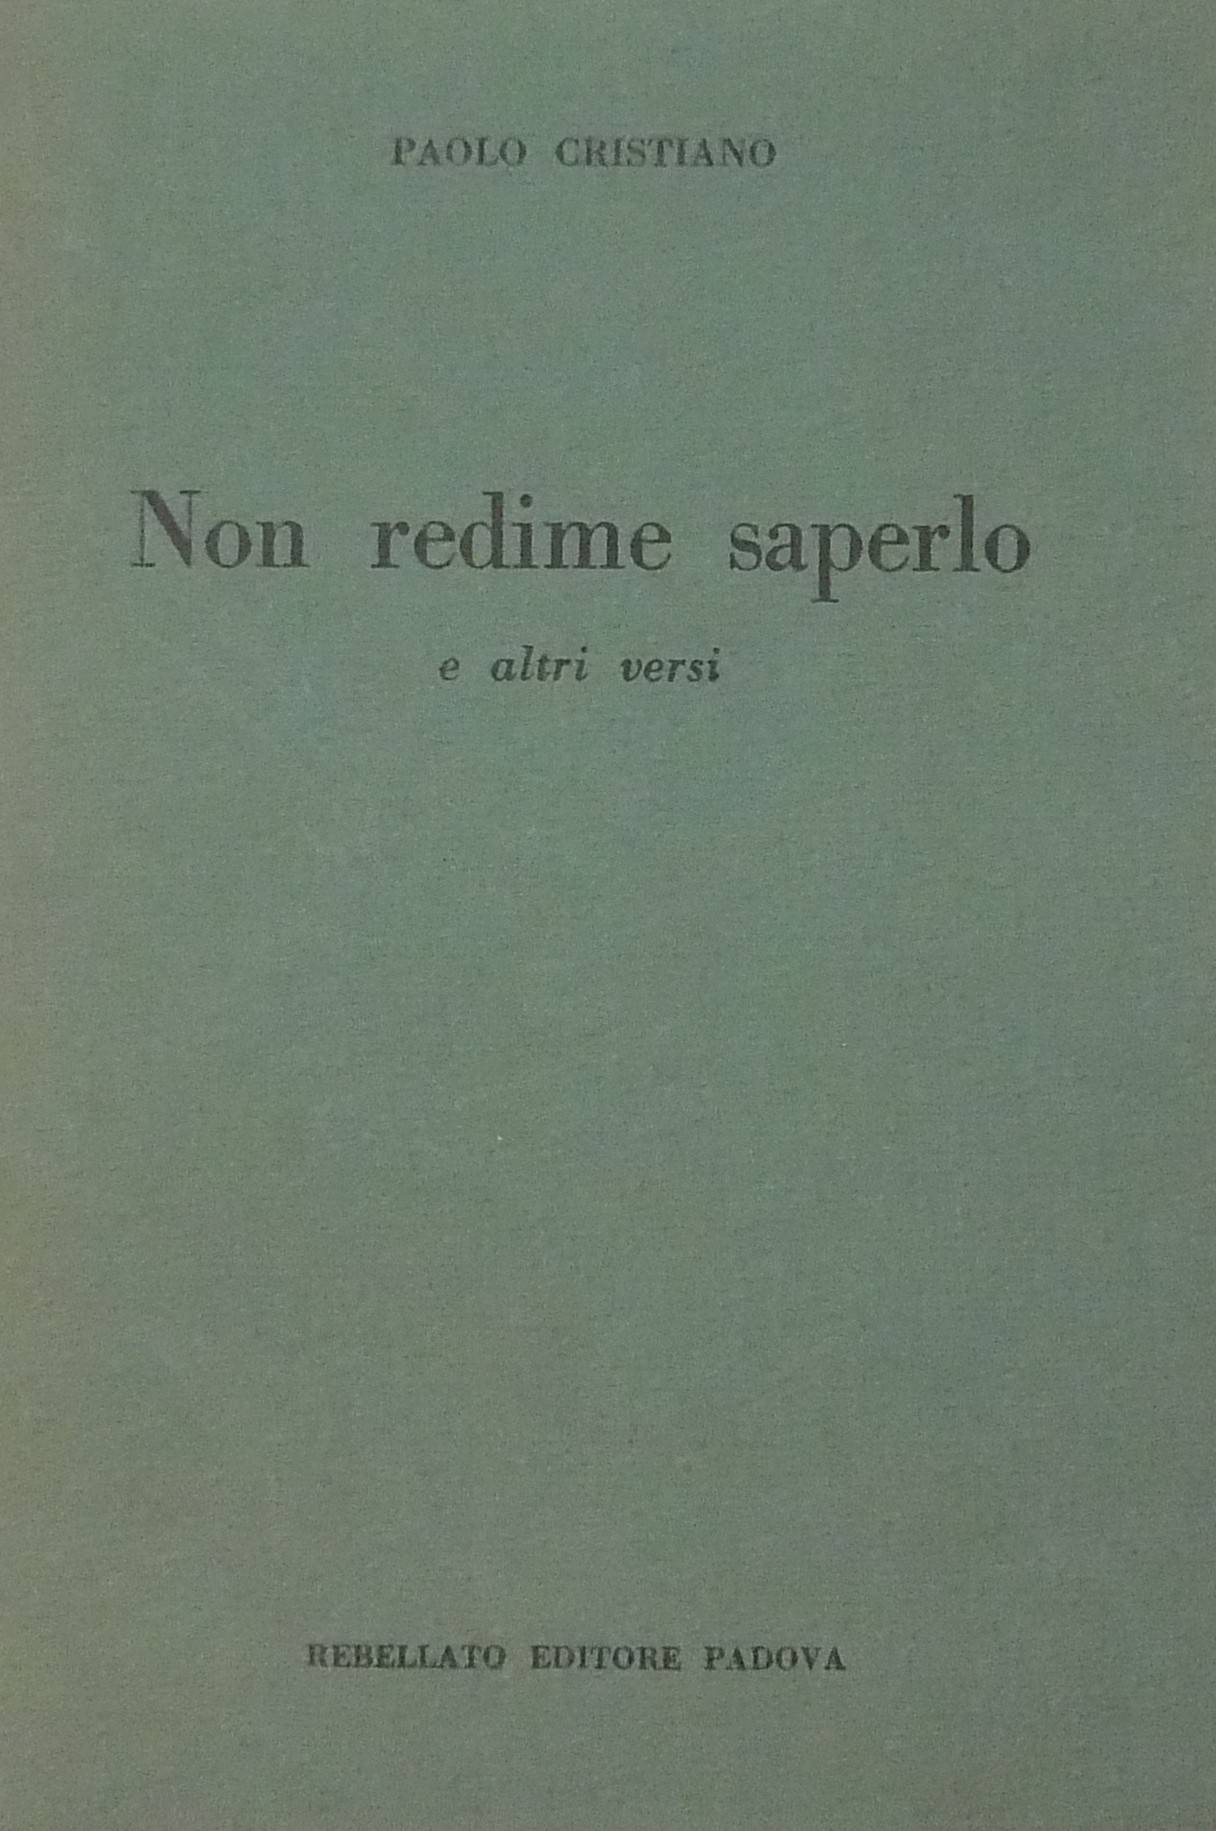 PAOLO CRISTIANO
Non redime saperlo
e altri versi
REBELLATO EDITORE PADOVA